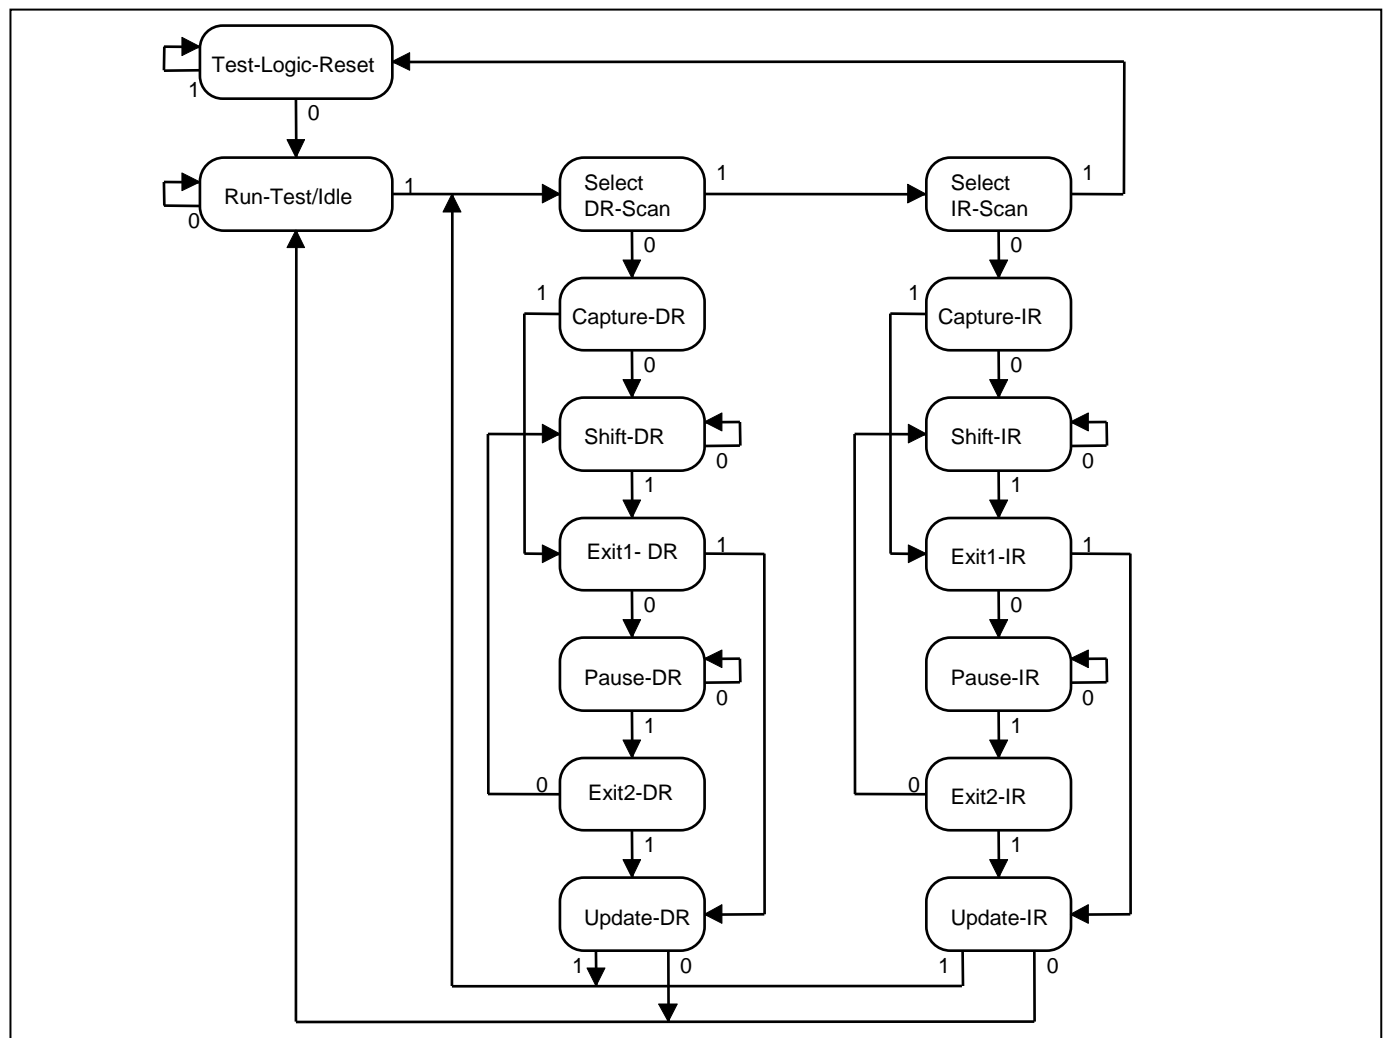 Test-Logic-Reset
1
0
Run-Test/Idle
0
1
Select
DR-Scan
1
0
Select
IR-Scan
1
0
1
Capture-DR
0
1
Capture-IR
0
Shift-DR
0
1
Shift-IR
0
1
Exit1- DR
1
0
Exit1-IR
1
0
Pause-DR
0
1
Pause-IR
0
1
0
Exit2-DR
1
0
Exit2-IR
1
Update-DR
1
0
Update-IR
1
0